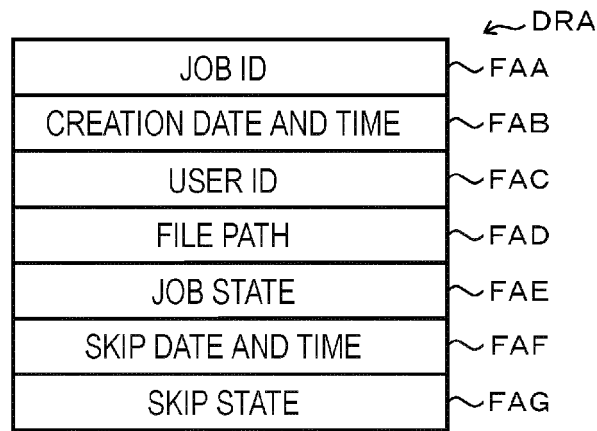 DRA
JOB ID FAA
CREATION DATE AND TIME FAB
USER ID FAC
FILE PATH FAD
JOB STATE FAE
SKIP DATE AND TIME FAF
SKIP STATE FAG